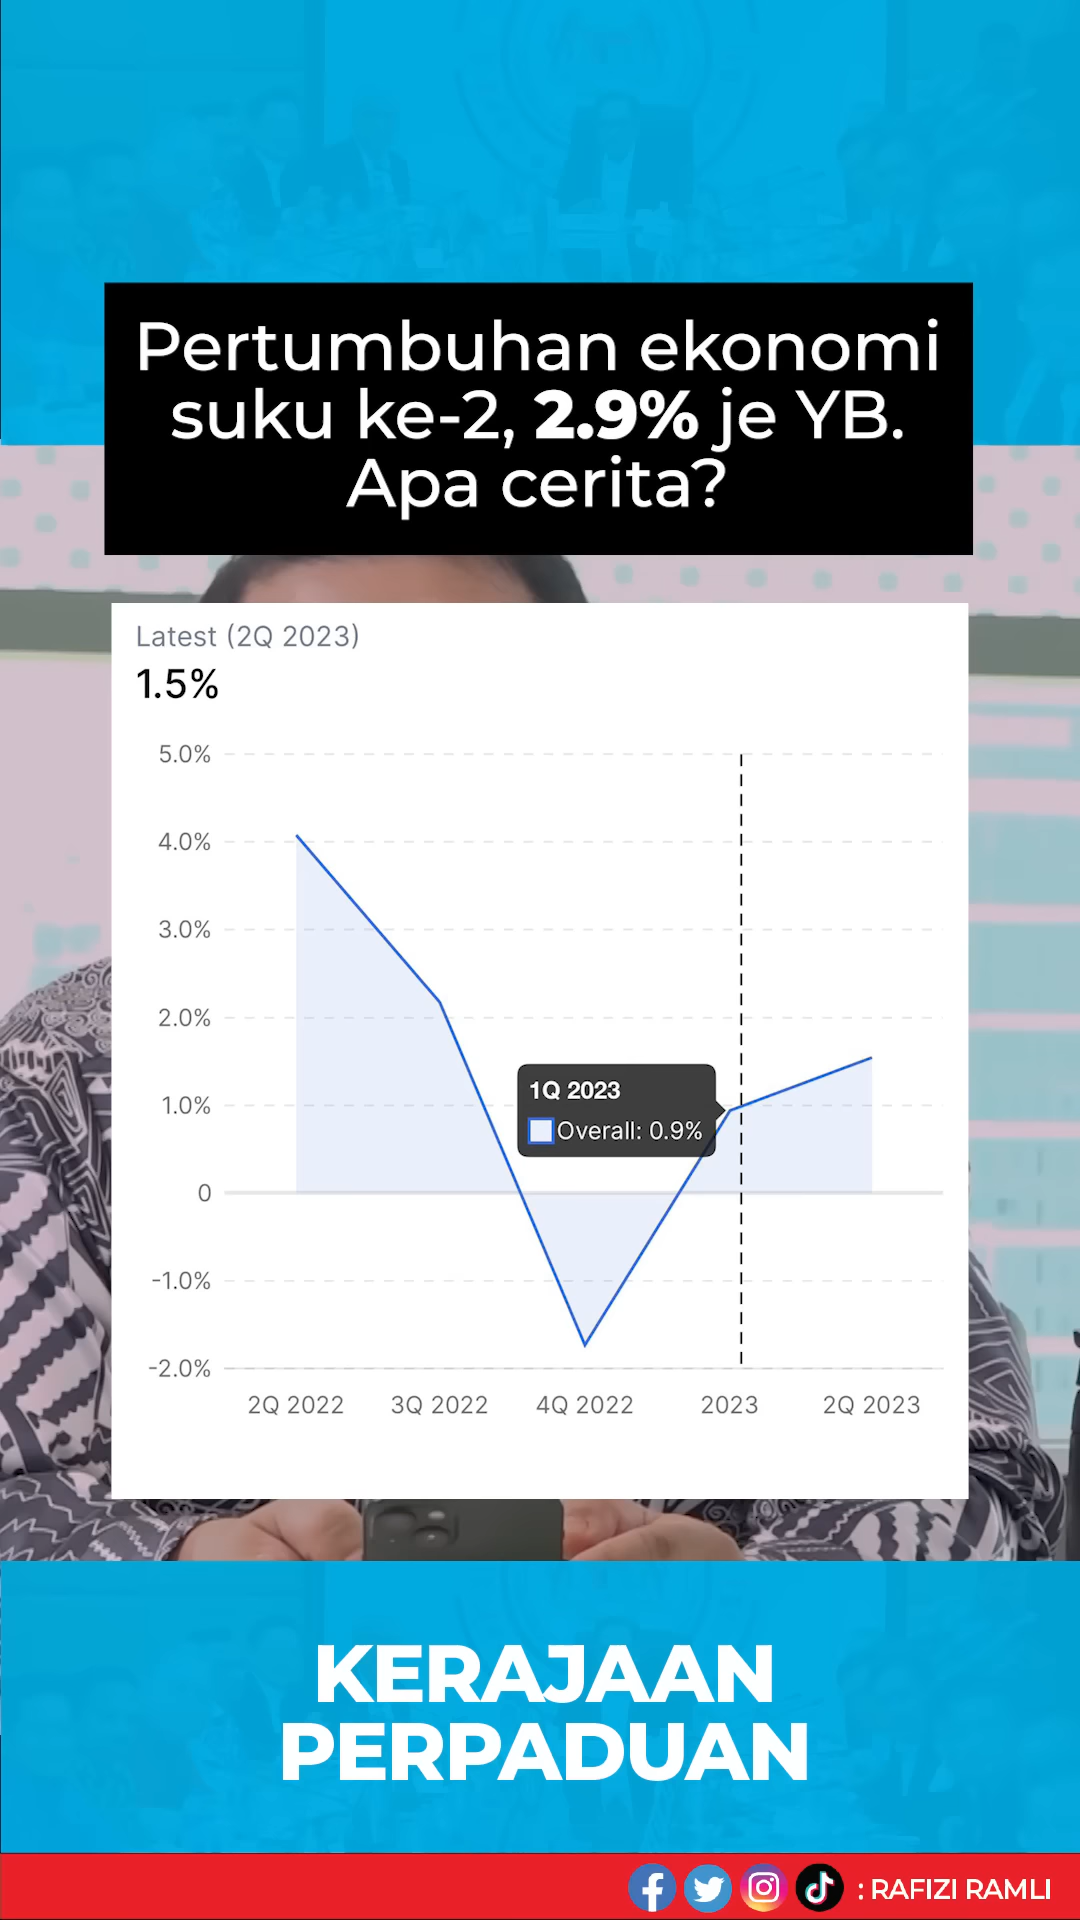 Pertumbuhan ekonomi
suku ke-2, 2.9% je YB.
Apa cerita?
Latest (2Q 2023)
1.5%
5.0%
4.0%
3.0%
2.0%
1.0%
0
-1.0%
-2.0%
1Q 2023
Overall: 0.9%
2Q 2022 3Q 2022 4Q 2022 2023 2Q 2023
KERAJAAN
PERPADUAN
: RAFIZI RAMLI